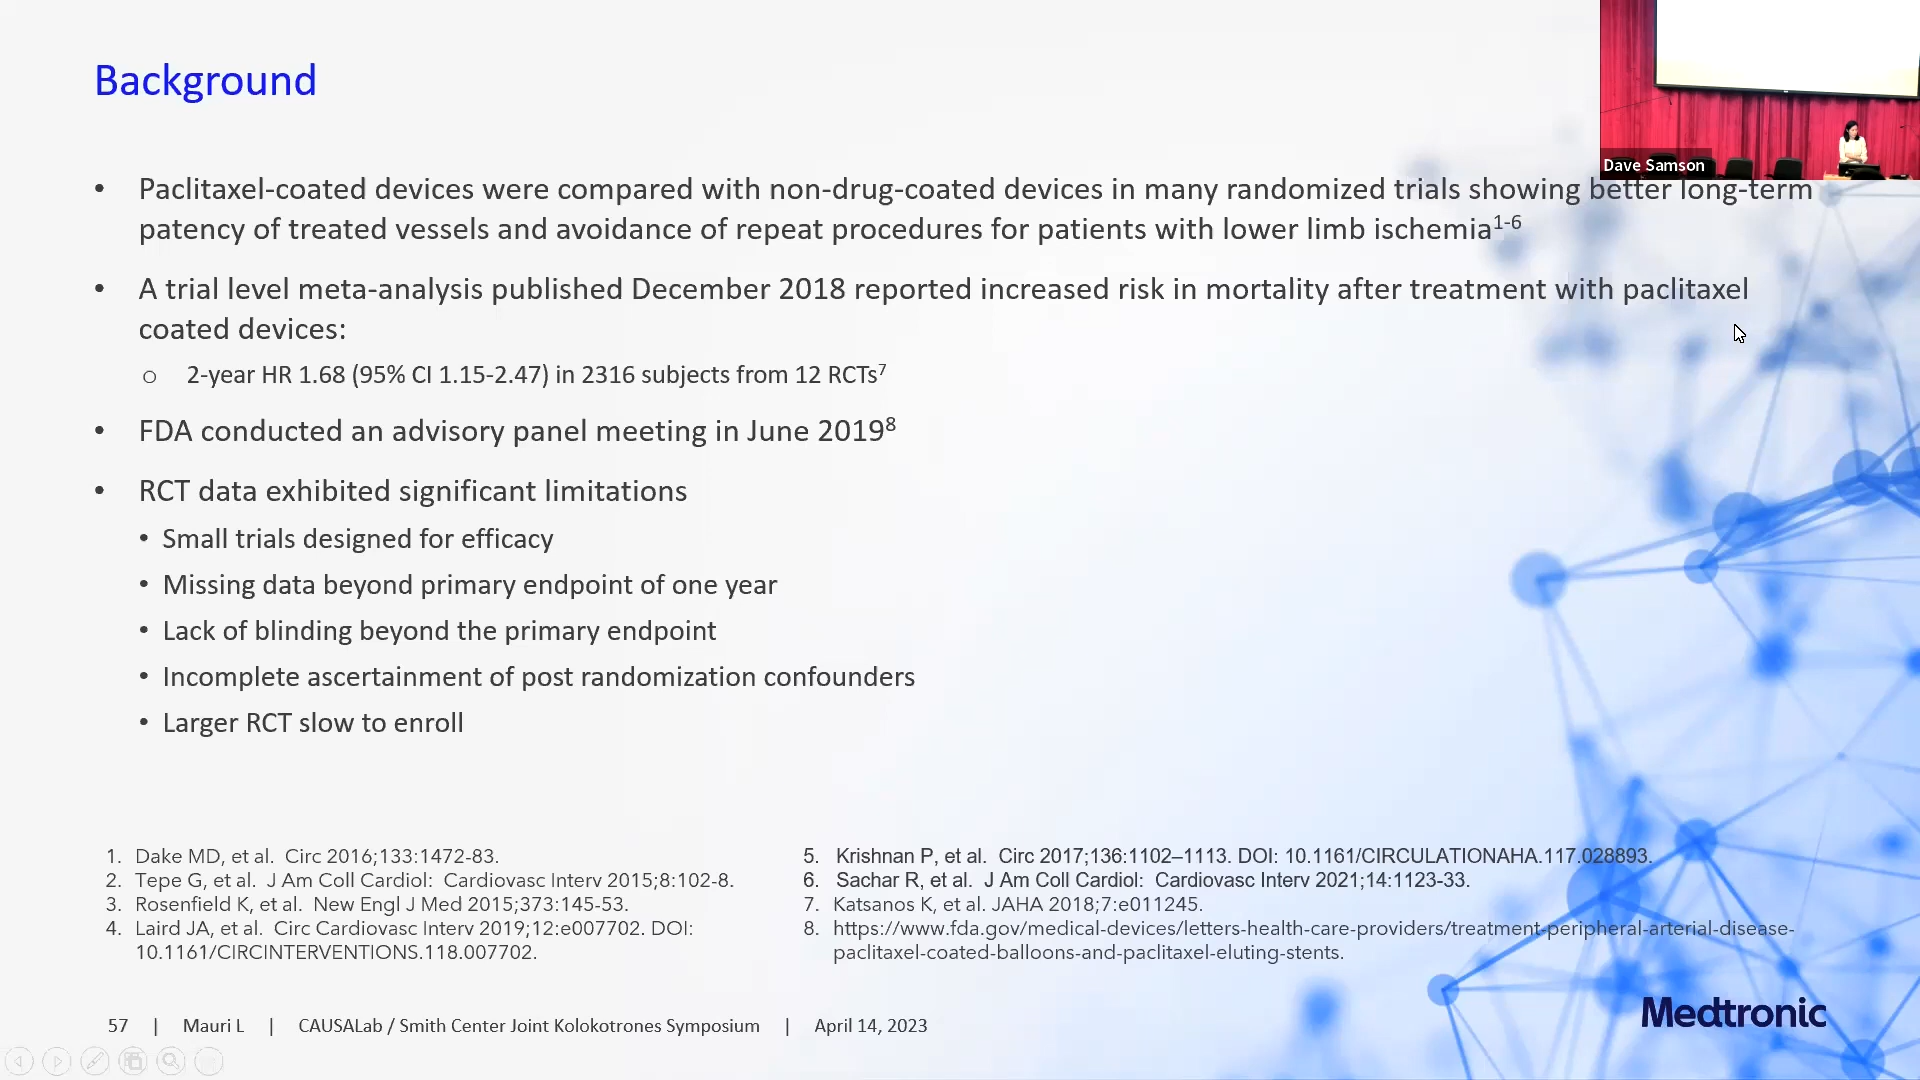 Background
Dave Samson
• Paclitaxel-coated devices were compared with non-drug-coated devices in many randomized trials showing better long-term
patency of treated vessels and avoidance of repeat procedures for patients with lower limb ischemia1-6
• A trial level meta-analysis published December 2018 reported increased risk in mortality after treatment with paclitaxel
coated devices:
o 2-year HR 1.68 (95% CI 1.15-2.47) in 2316 subjects from 12 RCTs7
• FDA conducted an advisory panel meeting in June 20198
• RCT data exhibited significant limitations
• Small trials designed for efficacy
• Missing data beyond primary endpoint of one year
• Lack of blinding beyond the primary endpoint
• Incomplete ascertainment of post randomization confounders
• Larger RCT slow to enroll
1. Dake MD, et al. Circ 2016;133:1472-83.
2. Tepe G, et al. J Am Coll Cardiol: Cardiovasc Interv 2015;8:102-8.
3. Rosenfield K, et al. New Engl J Med 2015;373:145-53.
4. Laird JA, et al. Circ Cardiovasc Interv 2019;12:e007702. DOI:
10.1161/CIRCINTERVENTIONS.118.007702.
5. Krishnan P, et al. Circ 2017;136:1102–1113. DOI: 10.1161/CIRCULATIONAHA.117.028893.
6. Sachar R, et al. J Am Coll Cardiol: Cardiovasc Interv 2021;14:1123-33.
7. Katsanos K, et al. JAHA 2018;7:e011245.
8. https://www.fda.gov/medical-devices/letters-health-care-providers/treatment-peripheral-arterial-disease-
paclitaxel-coated-balloons-and-paclitaxel-eluting-stents.
57 | Mauri L | CAUSALab / Smith Center Joint Kolokotrones Symposium | April 14, 2023
Medtronic